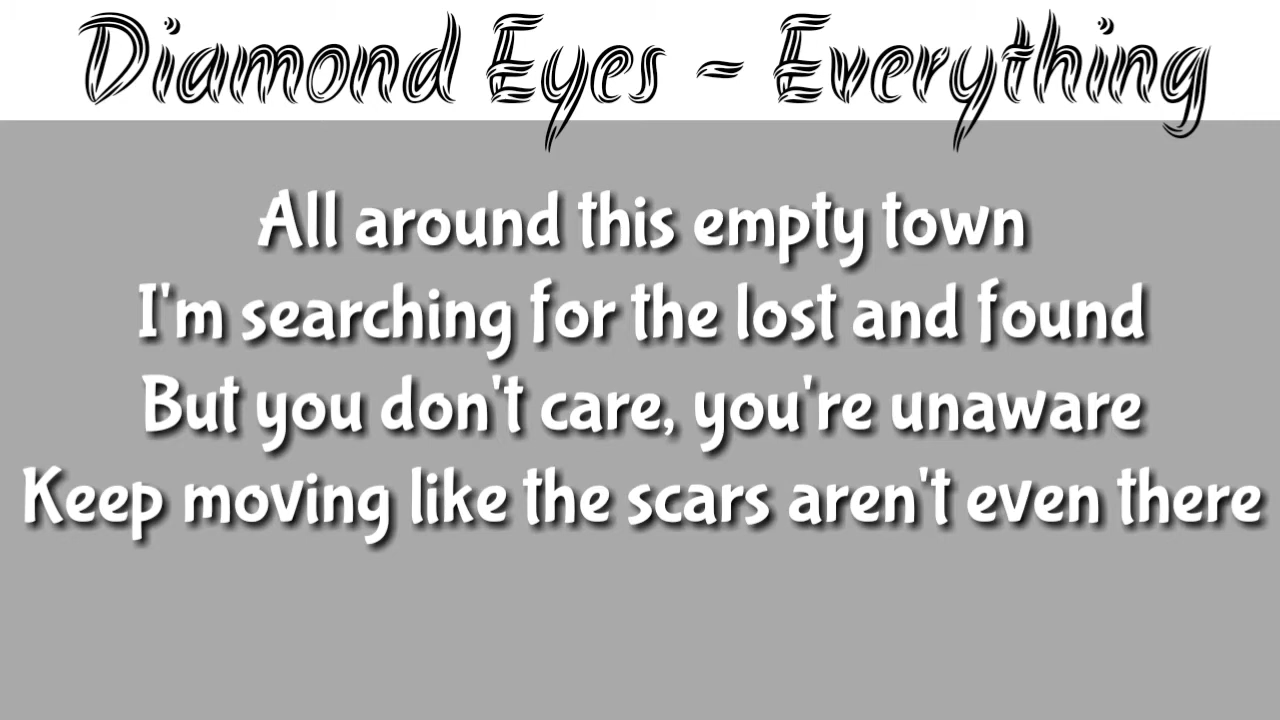 Diamond Eyes - Everything
All around this empty town
I'm searching for the lost and found
But you don't care, you're unaware
Keep moving like the scars aren't even there